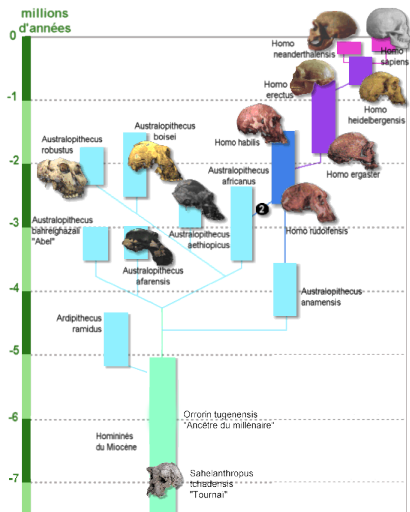 millions
d'années
0
-1
-2
-3
-4
-5
-6
-7
Homo
neanderthalensis
Homo
sapiens
Homo
erectus
Homo
heidelbergensis
Australopithecus
boisei
Australopithecus
robustus
Homo habilis
Homo ergaster
Australopithecus
africanus
2
Homo rudolfensis
Australopithecus
bahrelghazali
"Abel"
Australopithecus
aethiopicus
Australopithecus
afarensis
Australopithecus
anamensis
Ardipithecus
ramidus
Orrorin tugenensis
"Ancêtre du millénaire"
Homininés
du Miocène
Sahelanthropus
tchadensis
"Toumaï"